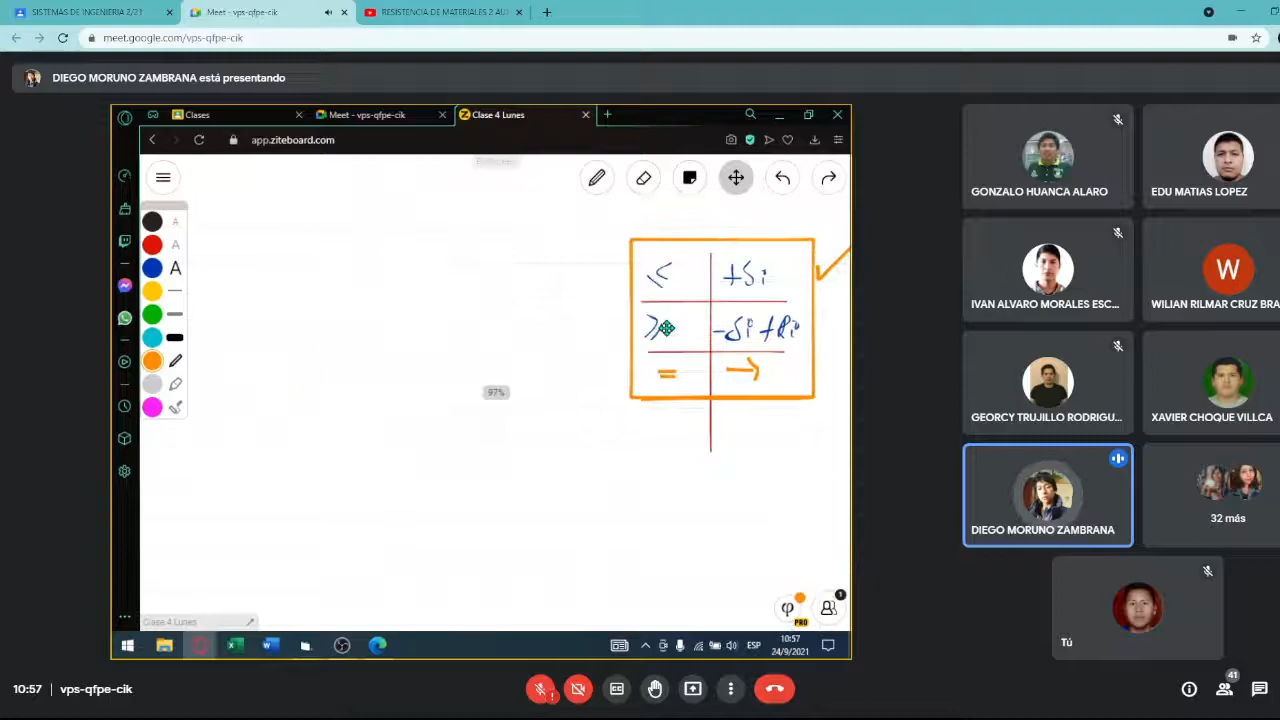 SISTEMAS DE INGENIERIA 2/21
Meet - vps-qfpe-cik
RESISTENCIA DE MATERIALES 2 AU
meet.google.com/vps-qfpe-cik
DIEGO MORUNO ZAMBRANA está presentando
Clases
Meet - vps-qfpe-cik
Clase 4 Lunes
app.ziteboard.com
A
A
A
≤ +Si
≥ -Si +Ri
= →
97%
Clase 4 Lunes
φ
PRO
1
ESP
10:57
24/9/2021
GONZALO HUANCA ALARO
EDU MATIAS LOPEZ
IVAN ALVARO MORALES ESC...
W
WILIAN RILMAR CRUZ BRA
GEORCY TRUJILLO RODRIGU...
XAVIER CHOQUE VILLCA
DIEGO MORUNO ZAMBRANA
32 más
Tú
10:57 | vps-qfpe-cik
41